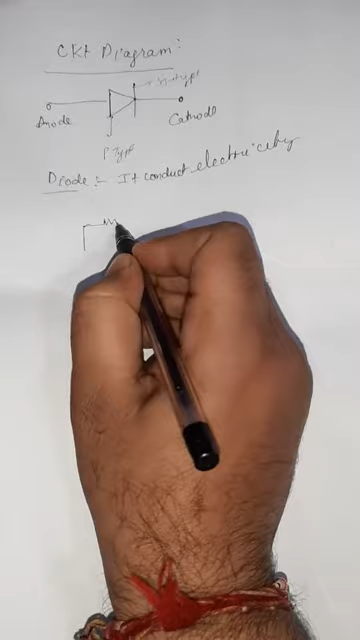 CKt Diagram:
n type
Anode
Cathode
P Type
Diode :- It conduct electricity